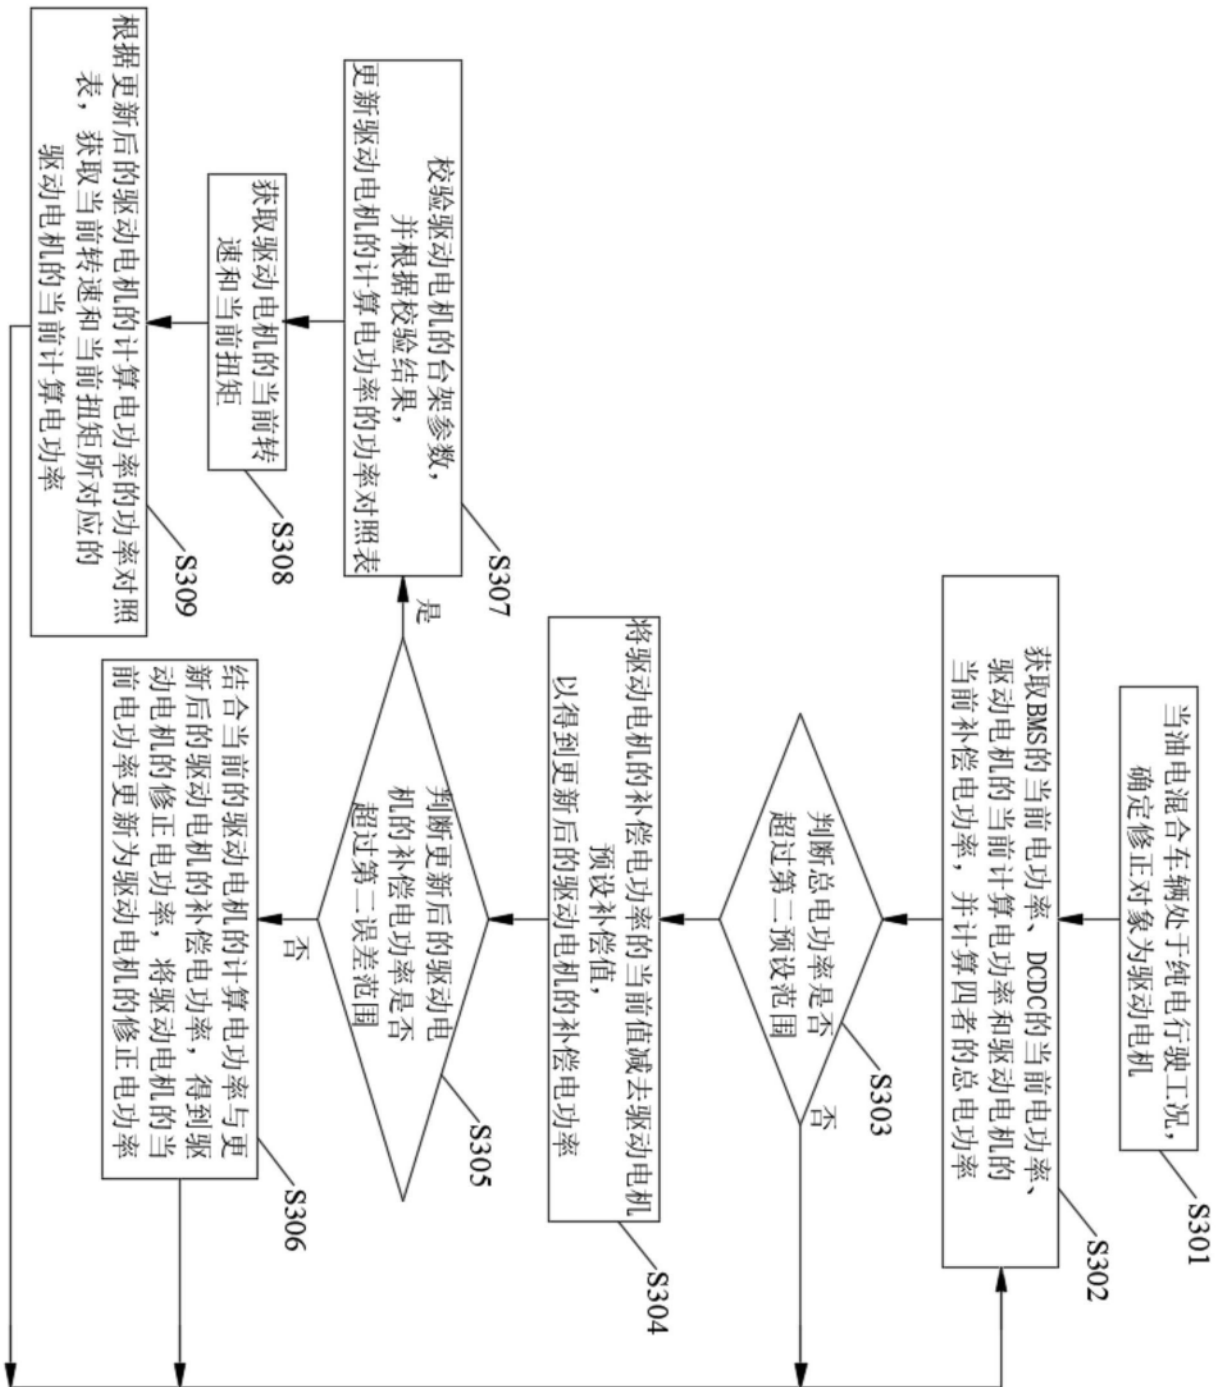 当油电混合车辆处于纯电行驶工况，
确定修正对象为驱动电机
S301
获取BMS的当前电功率、DCDC的当前电功率、
驱动电机的当前计算电功率和驱动电机的
当前补偿电功率，并计算四者的总电功率
S302
判断总电功率是否
超过第二预设范围
S303
否
将驱动电机的补偿电功率的当前值减去驱动电机
预设补偿值，
以得到更新后的驱动电机的补偿电功率
S304
判断更新后的驱动电
机的补偿电功率是否
超过第二误差范围
S305
是
否
结合当前的驱动电机的计算电功率与更
新后的驱动电机的补偿电功率，得到驱
动电机的修正电功率，将驱动电机的当
前电功率更新为驱动电机的修正电功率
S306
校验驱动电机的台架参数，
并根据校验结果，
更新驱动电机的计算电功率的功率对照表
S307
获取驱动电机的当前转
速和当前扭矩
S308
根据更新后的驱动电机的计算电功率的功率对照
表，获取当前转速和当前扭矩所对应的
驱动电机的当前计算电功率
S309